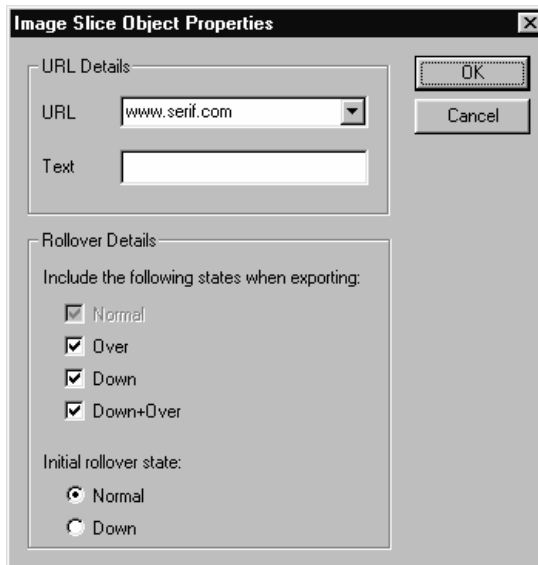 Image Slice Object Properties
URL Details
URL www.serif.com
Text
OK
Cancel
Rollover Details
Include the following states when exporting:
Normal
Over
Down
Down+Over
Initial rollover state:
Normal
Down